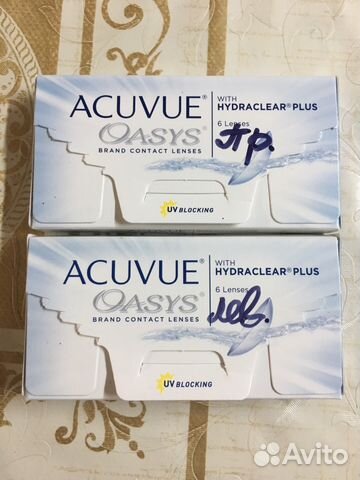 ACUVUE®
OASYS®
BRAND CONTACT LENSES
WITH
HYDRACLEAR® PLUS
6 Lenses
пр.
UV BLOCKING
ACUVUE®
OASYS®
BRAND CONTACT LENSES
WITH
HYDRACLEAR® PLUS
6 Lenses
лев.
UV BLOCKING
Avito